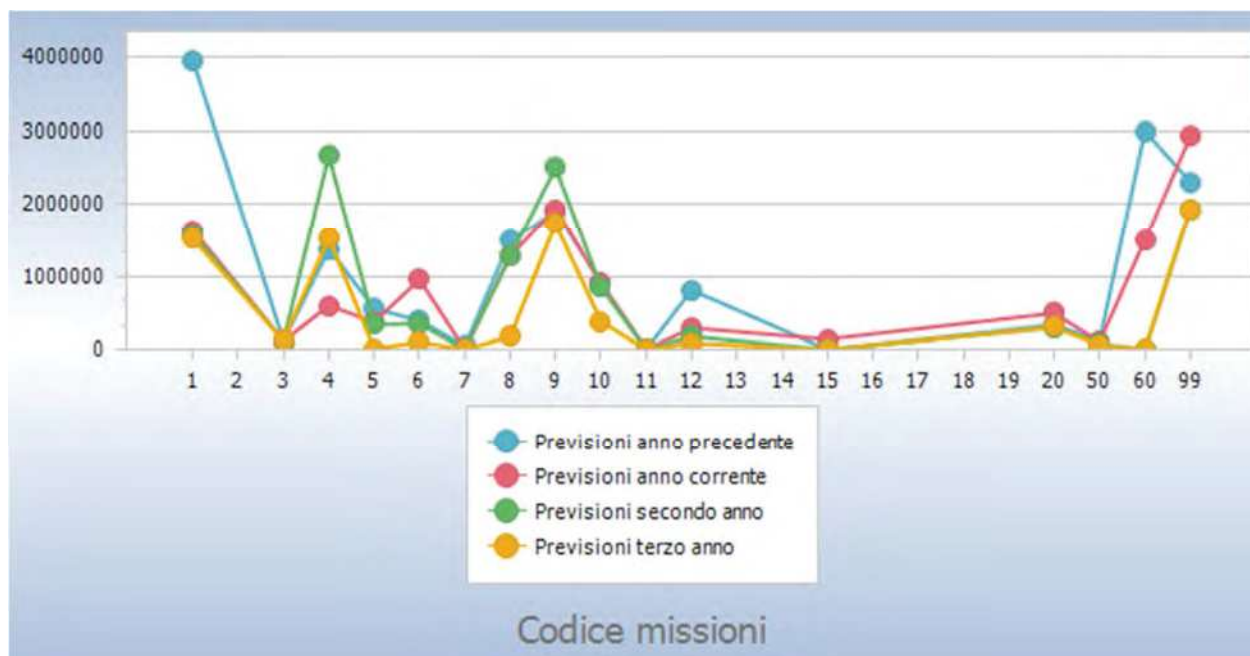 4000000
3000000
2000000
1000000
0
1 2 3 4 5 6 7 8 9 10 11 12 13 14 15 16 17 18 19 20 50 60 99
Previsioni anno precedente
Previsioni anno corrente
Previsioni secondo anno
Previsioni terzo anno
Codice missioni